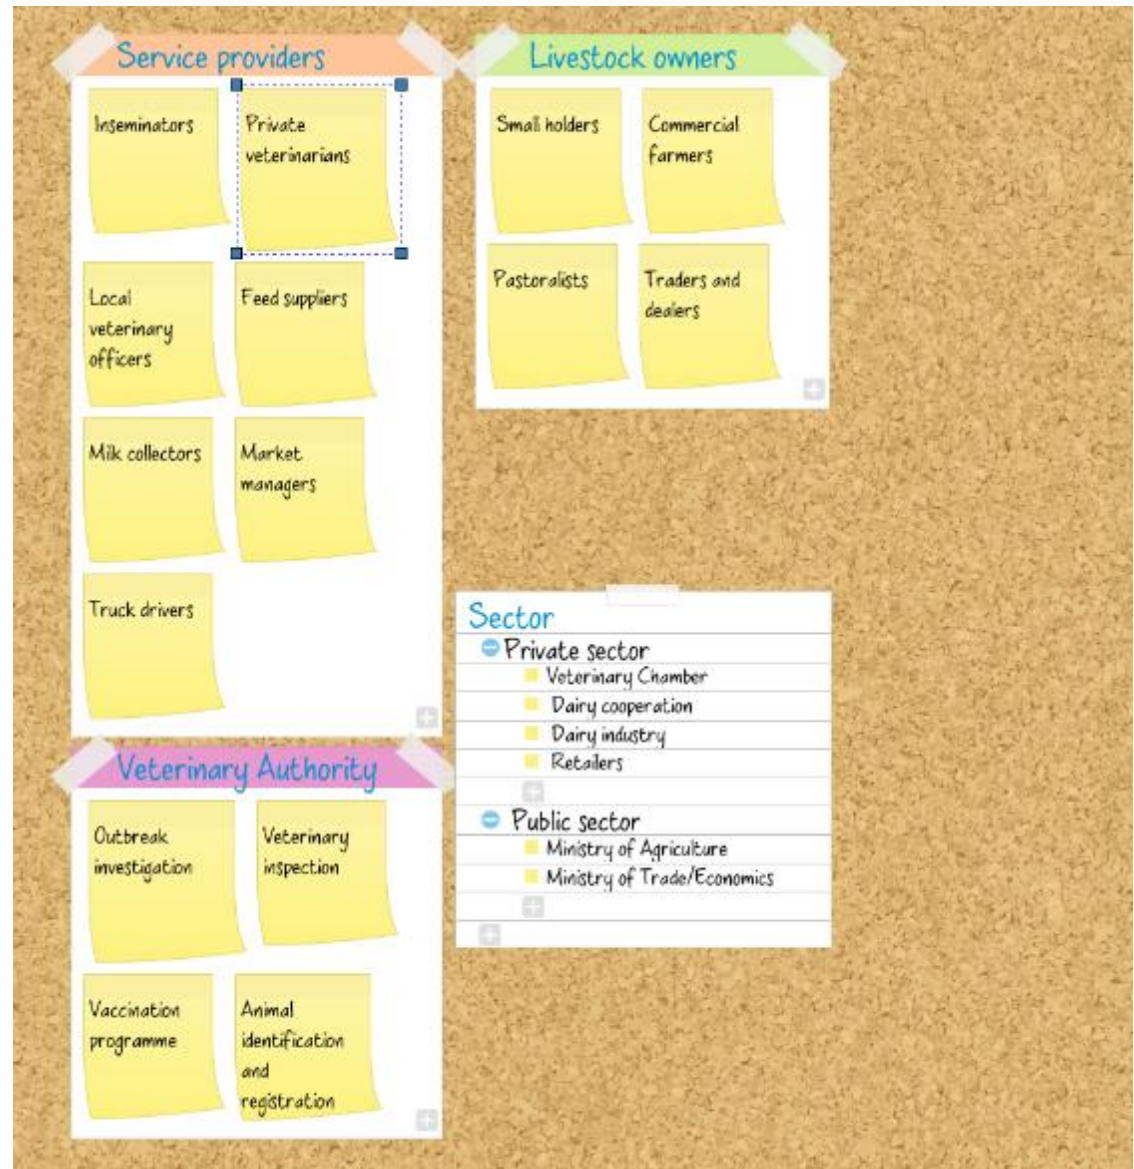 Service providers
Inseminators
Private
veterinarians
Local
veterinary
officers
Feed suppliers
Milk collectors
Market
managers
Truck drivers
Livestock owners
Small holders
Commercial
farmers
Pastoralists
Traders and
dealers
Veterinary Authority
Outbreak
investigation
Veterinary
inspection
Vaccination
programme
Animal
identification
and
registration
Sector
Private sector
Veterinary Chamber
Dairy cooperation
Dairy industry
Retailers
Public sector
Ministry of Agriculture
Ministry of Trade/Economics